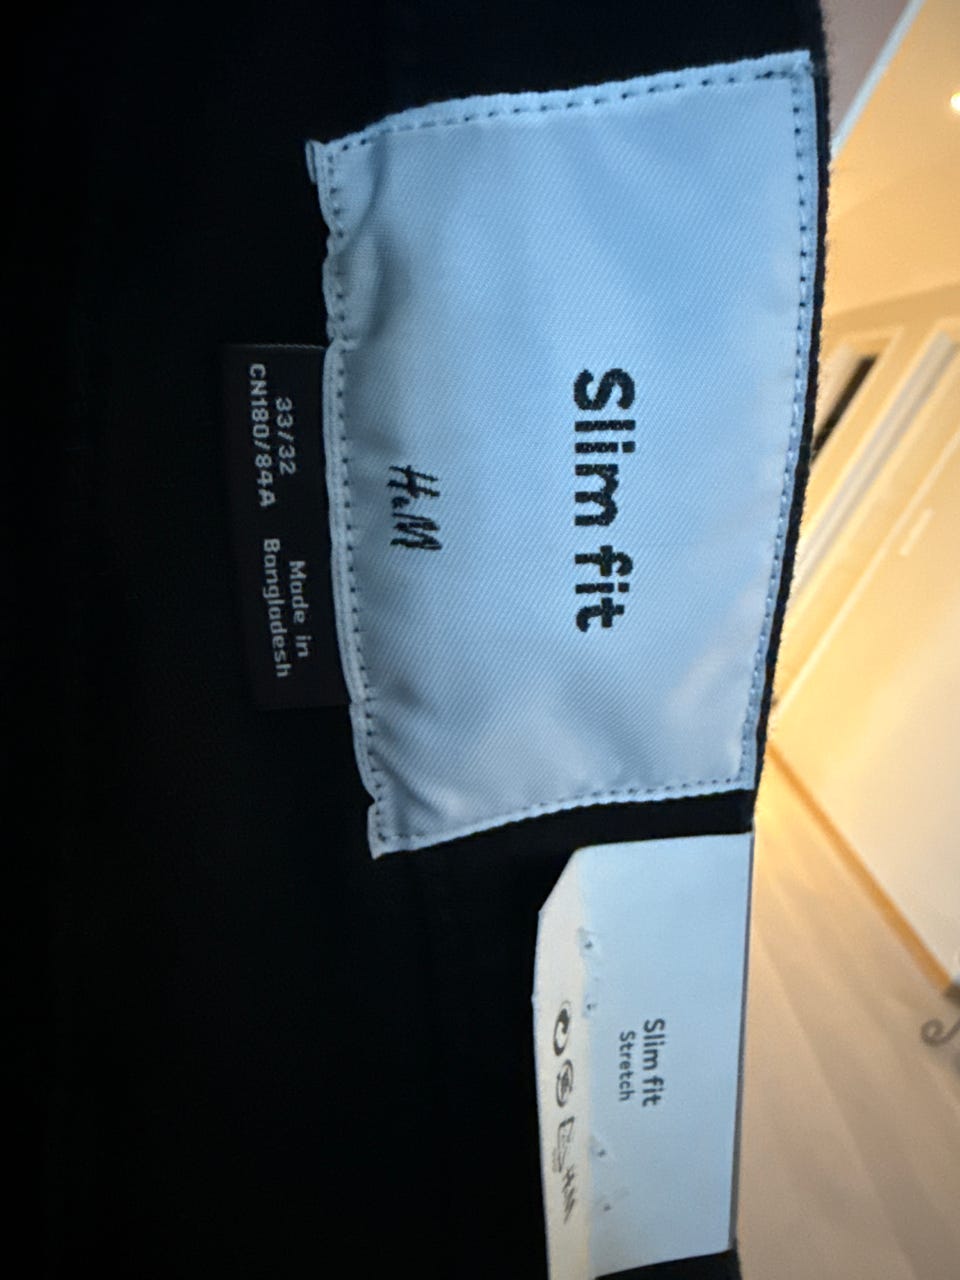 Slim fit
H&M
33/32
CN180/84A
Made in
Bangladesh
Slim fit
Stretch